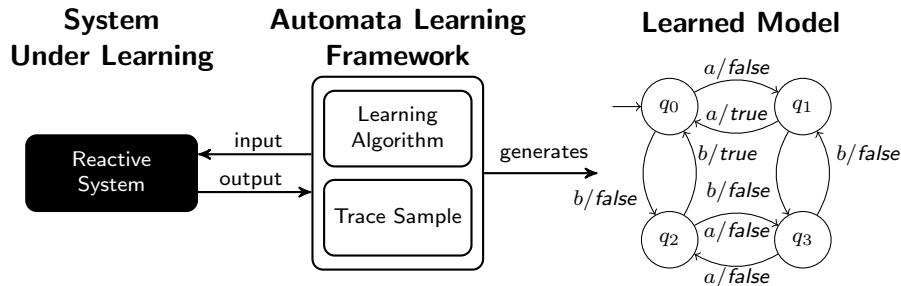 System
Under Learning
Automata Learning
Framework
Learned Model
Reactive
System
input
output
Learning
Algorithm
Trace Sample
generates
a/false
q0
q1
a/true
b/true
b/false
b/false
b/false
q2
a/false
q3
a/false